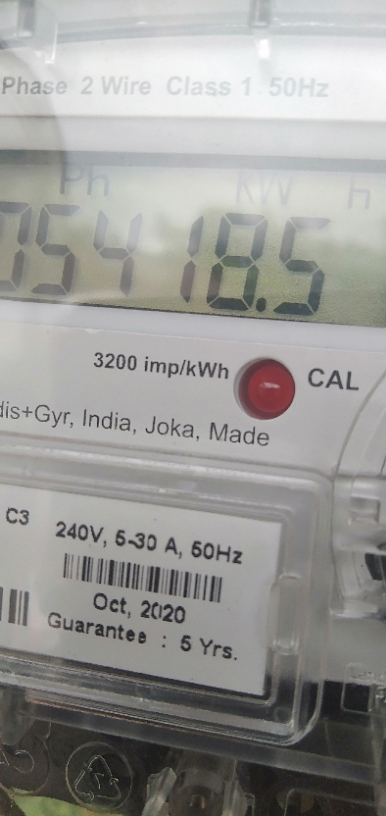 Phase 2 Wire Class 1 50Hz
Ph kW h
05418.5
3200 imp/kWh CAL
dis+Gyr, India, Joka, Made
C3
240V, 5-30 A, 50Hz
Oct, 2020
Guarantee : 5 Yrs.